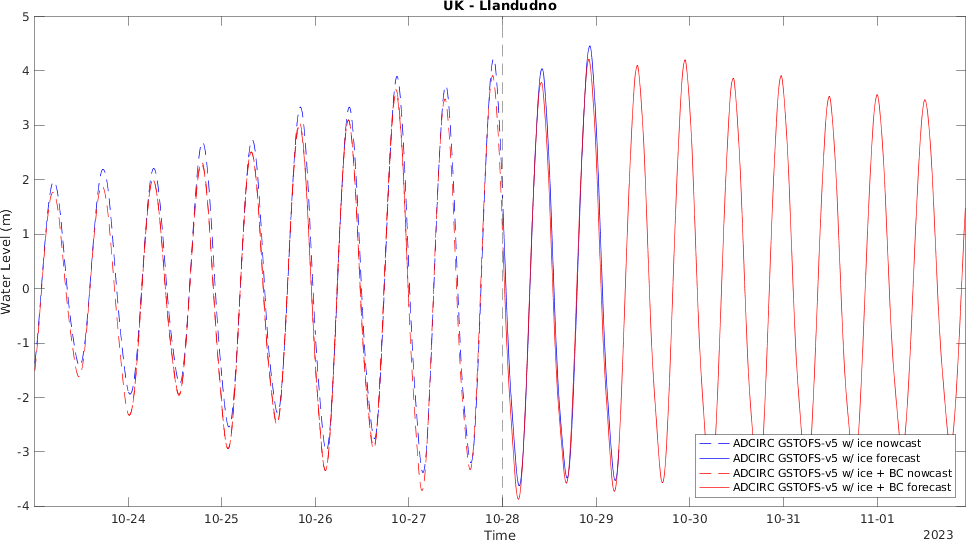 UK - Llandudno
5
4
3
2
1
0
-1
-2
-3
-4
Water Level (m)
ADCIRC GSTOFS-v5 w/ ice nowcast
ADCIRC GSTOFS-v5 w/ ice forecast
ADCIRC GSTOFS-v5 w/ ice + BC nowcast
ADCIRC GSTOFS-v5 w/ ice + BC forecast
10-24 10-25 10-26 10-27 10-28 10-29 10-30 10-31 11-01
Time
2023